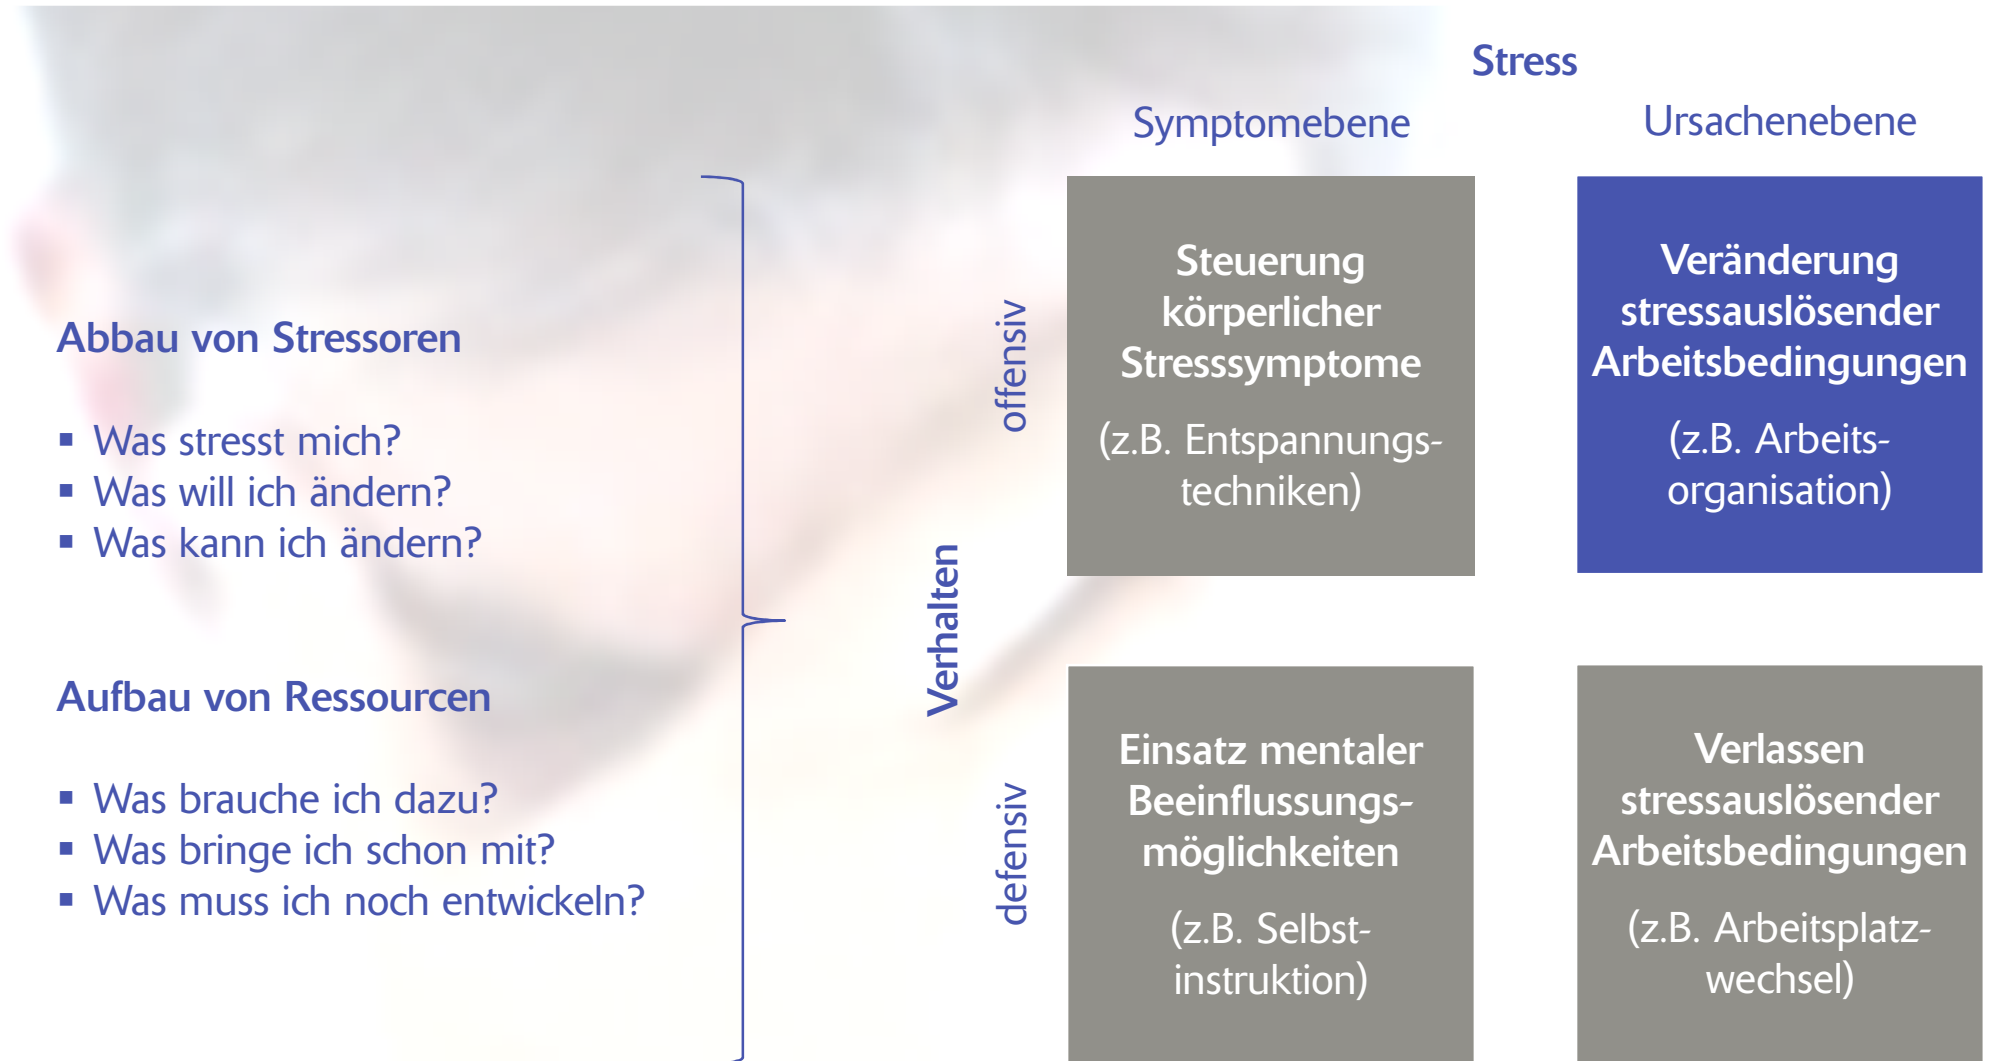 Abbau von Stressoren
▪ Was stresst mich?
▪ Was will ich ändern?
▪ Was kann ich ändern?
Aufbau von Ressourcen
▪ Was brauche ich dazu?
▪ Was bringe ich schon mit?
▪ Was muss ich noch entwickeln?
Stress
Symptomebene
Ursachenebene
Verhalten
offensiv
Steuerung
körperlicher
Stresssymptome
(z.B. Entspannungs-
techniken)
Veränderung
stressauslösender
Arbeitsbedingungen
(z.B. Arbeits-
organisation)
defensiv
Einsatz mentaler
Beeinflussungs-
möglichkeiten
(z.B. Selbst-
instruktion)
Verlassen
stressauslösender
Arbeitsbedingungen
(z.B. Arbeitsplatz-
wechsel)